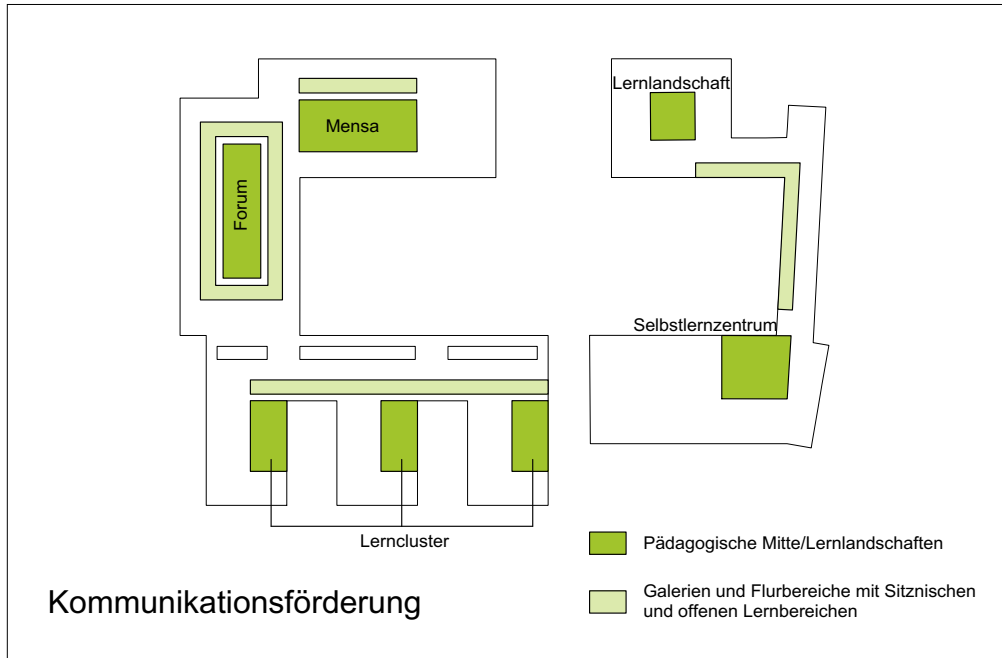 Lernlandschaft
Mensa
Forum
Selbstlernzentrum
Lerncluster
Pädagogische Mitte/Lernlandschaften
Galerien und Flurbereiche mit Sitznischen
und offenen Lernbereichen
Kommunikationsförderung